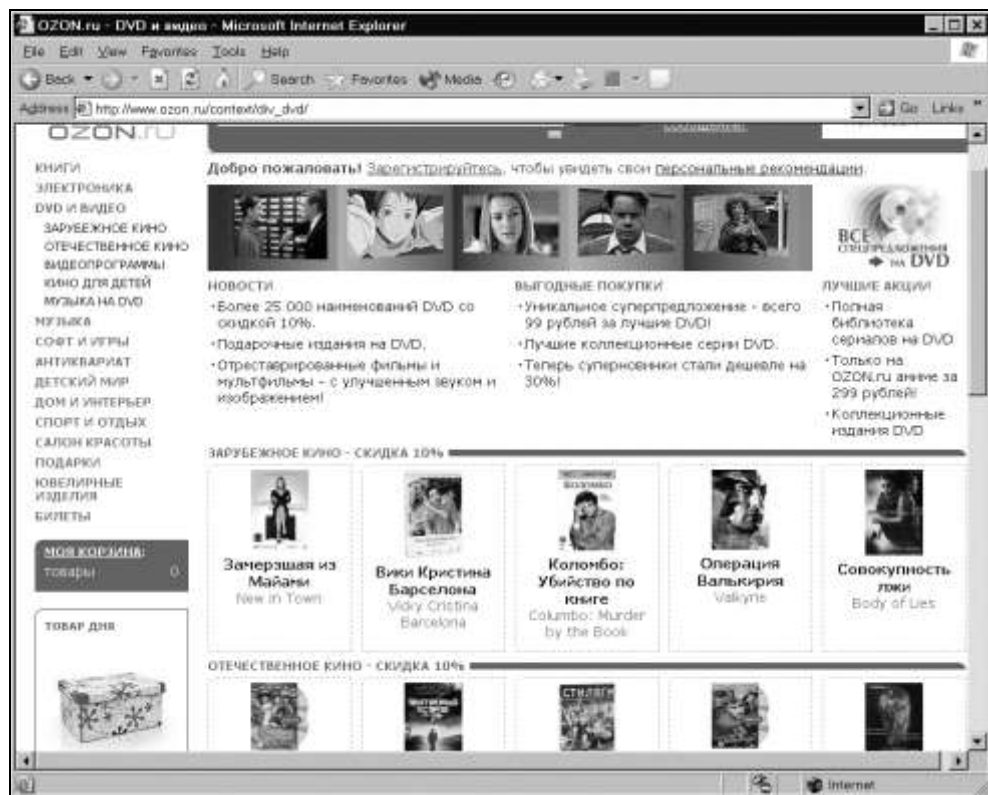 OZON.ru - DVD и видео - Microsoft Internet Explorer
File Edit View Favorites Tools Help
Back Search Favorites Media
Address http://www.ozon.ru/context/div_dvd/ Go Links »
OZON.ru
КНИГИ
ЭЛЕКТРОНИКА
DVD И ВИДЕО
ЗАРУБЕЖНОЕ КИНО
ОТЕЧЕСТВЕННОЕ КИНО
ВИДЕОПРОГРАММЫ
КИНО ДЛЯ ДЕТЕЙ
МУЗЫКА НА DVD
МУЗЫКА
СОФТ И ИГРЫ
АНТИКВАРИАТ
ДЕТСКИЙ МИР
ДОМ И ИНТЕРЬЕР
СПОРТ И ОТДЫХ
САЛОН КРАСОТЫ
ПОДАРКИ
ЮВЕЛИРНЫЕ
ИЗДЕЛИЯ
БИЛЕТЫ
МОЯ КОРЗИНА:
товары 0
ТОВАР ДНЯ
Добро пожаловать! Зарегистрируйтесь, чтобы увидеть свои персональные рекомендации.
ВСЕ
СПЕЦПРЕДЛОЖЕНИЯ
НА DVD
НОВОСТИ
·Более 25 000 наименований DVD со
скидкой 10%.
·Подарочные издания на DVD.
·Отреставрированные фильмы и
мультфильмы - с улучшенным звуком и
изображением!
ВЫГОДНЫЕ ПОКУПКИ
·Уникальное суперпредложение - всего
99 рублей за лучшие DVD!
·Лучшие коллекционные серии DVD.
·Теперь суперновинки стали дешевле на
30%!
ЛУЧШИЕ АКЦИИ
·Полная
библиотека
сериалов на DVD
·Только на
OZON.ru аниме за
299 рублей!
·Коллекционные
издания DVD
ЗАРУБЕЖНОЕ КИНО - СКИДКА 10%
Замерзшая из
Майами
New in Town
Вики Кристина
Барселона
Vicky Cristina
Barcelona
КОЛОМБО
Коломбо:
Убийство по
книге
Columbo: Murder
by the Book
Операция
Валькирия
Valkyrie
Совокупность
лжи
Body of Lies
ОТЕЧЕСТВЕННОЕ КИНО - СКИДКА 10%
СТИЛЯГИ
Internet